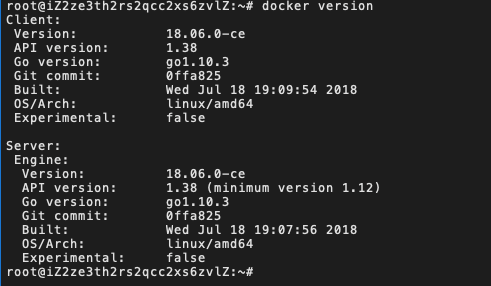 root@iZ2ze3th2rs2qcc2xs6zvlZ:~# docker version
Client:
 Version:           18.06.0-ce
 API version:       1.38
 Go version:        go1.10.3
 Git commit:        0ffa825
 Built:             Wed Jul 18 19:09:54 2018
 OS/Arch:           linux/amd64
 Experimental:      false

Server:
 Engine:
  Version:          18.06.0-ce
  API version:      1.38 (minimum version 1.12)
  Go version:       go1.10.3
  Git commit:       0ffa825
  Built:            Wed Jul 18 19:07:56 2018
  OS/Arch:          linux/amd64
  Experimental:     false
root@iZ2ze3th2rs2qcc2xs6zvlZ:~#